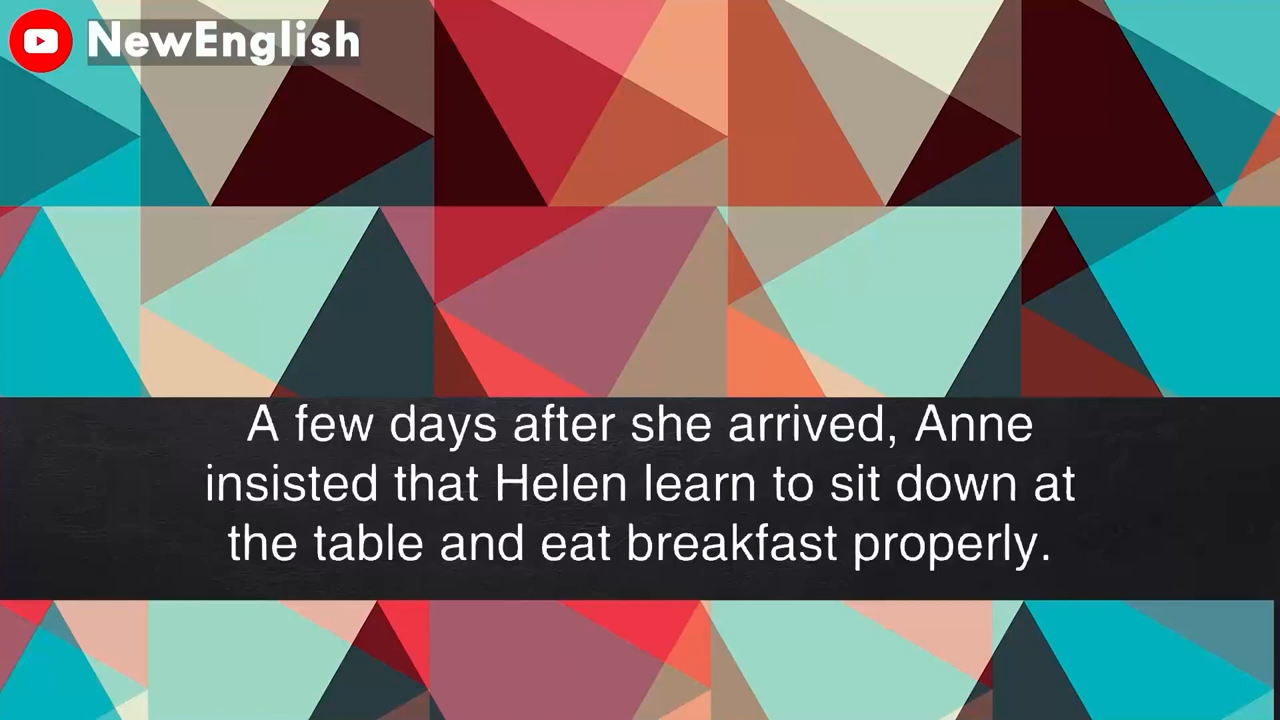 NewEnglish
A few days after she arrived, Anne
insisted that Helen learn to sit down at
the table and eat breakfast properly.